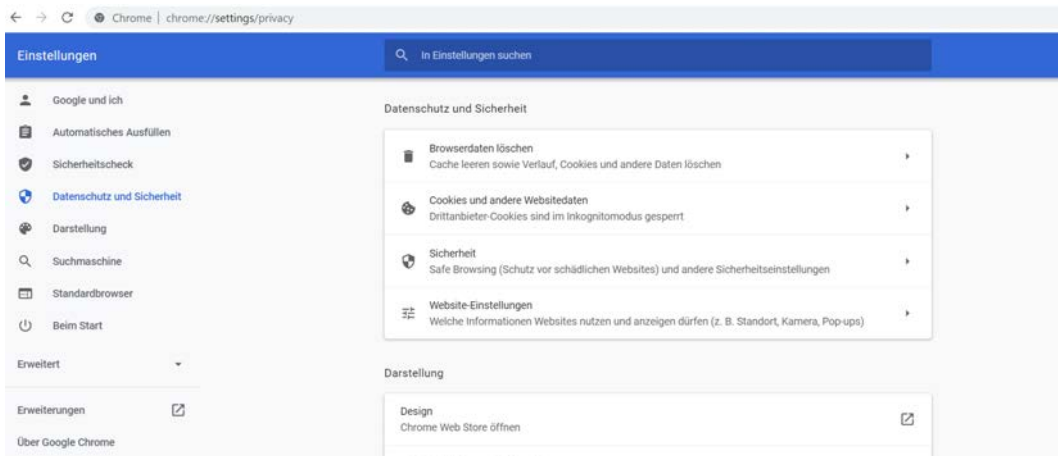 Chrome | chrome://settings/privacy
Einstellungen
In Einstellungen suchen
Google und ich
Automatisches Ausfüllen
Sicherheitscheck
Datenschutz und Sicherheit
Darstellung
Suchmaschine
Standardbrowser
Beim Start
Erweitert
Erweiterungen
Über Google Chrome
Datenschutz und Sicherheit
Browserdaten löschen
Cache leeren sowie Verlauf, Cookies und andere Daten löschen
Cookies und andere Websitedaten
Drittanbieter-Cookies sind im Inkognitomodus gesperrt
Sicherheit
Safe Browsing (Schutz vor schädlichen Websites) und andere Sicherheitseinstellungen
Website-Einstellungen
Welche Informationen Websites nutzen und anzeigen dürfen (z. B. Standort, Kamera, Pop-ups)
Darstellung
Design
Chrome Web Store öffnen